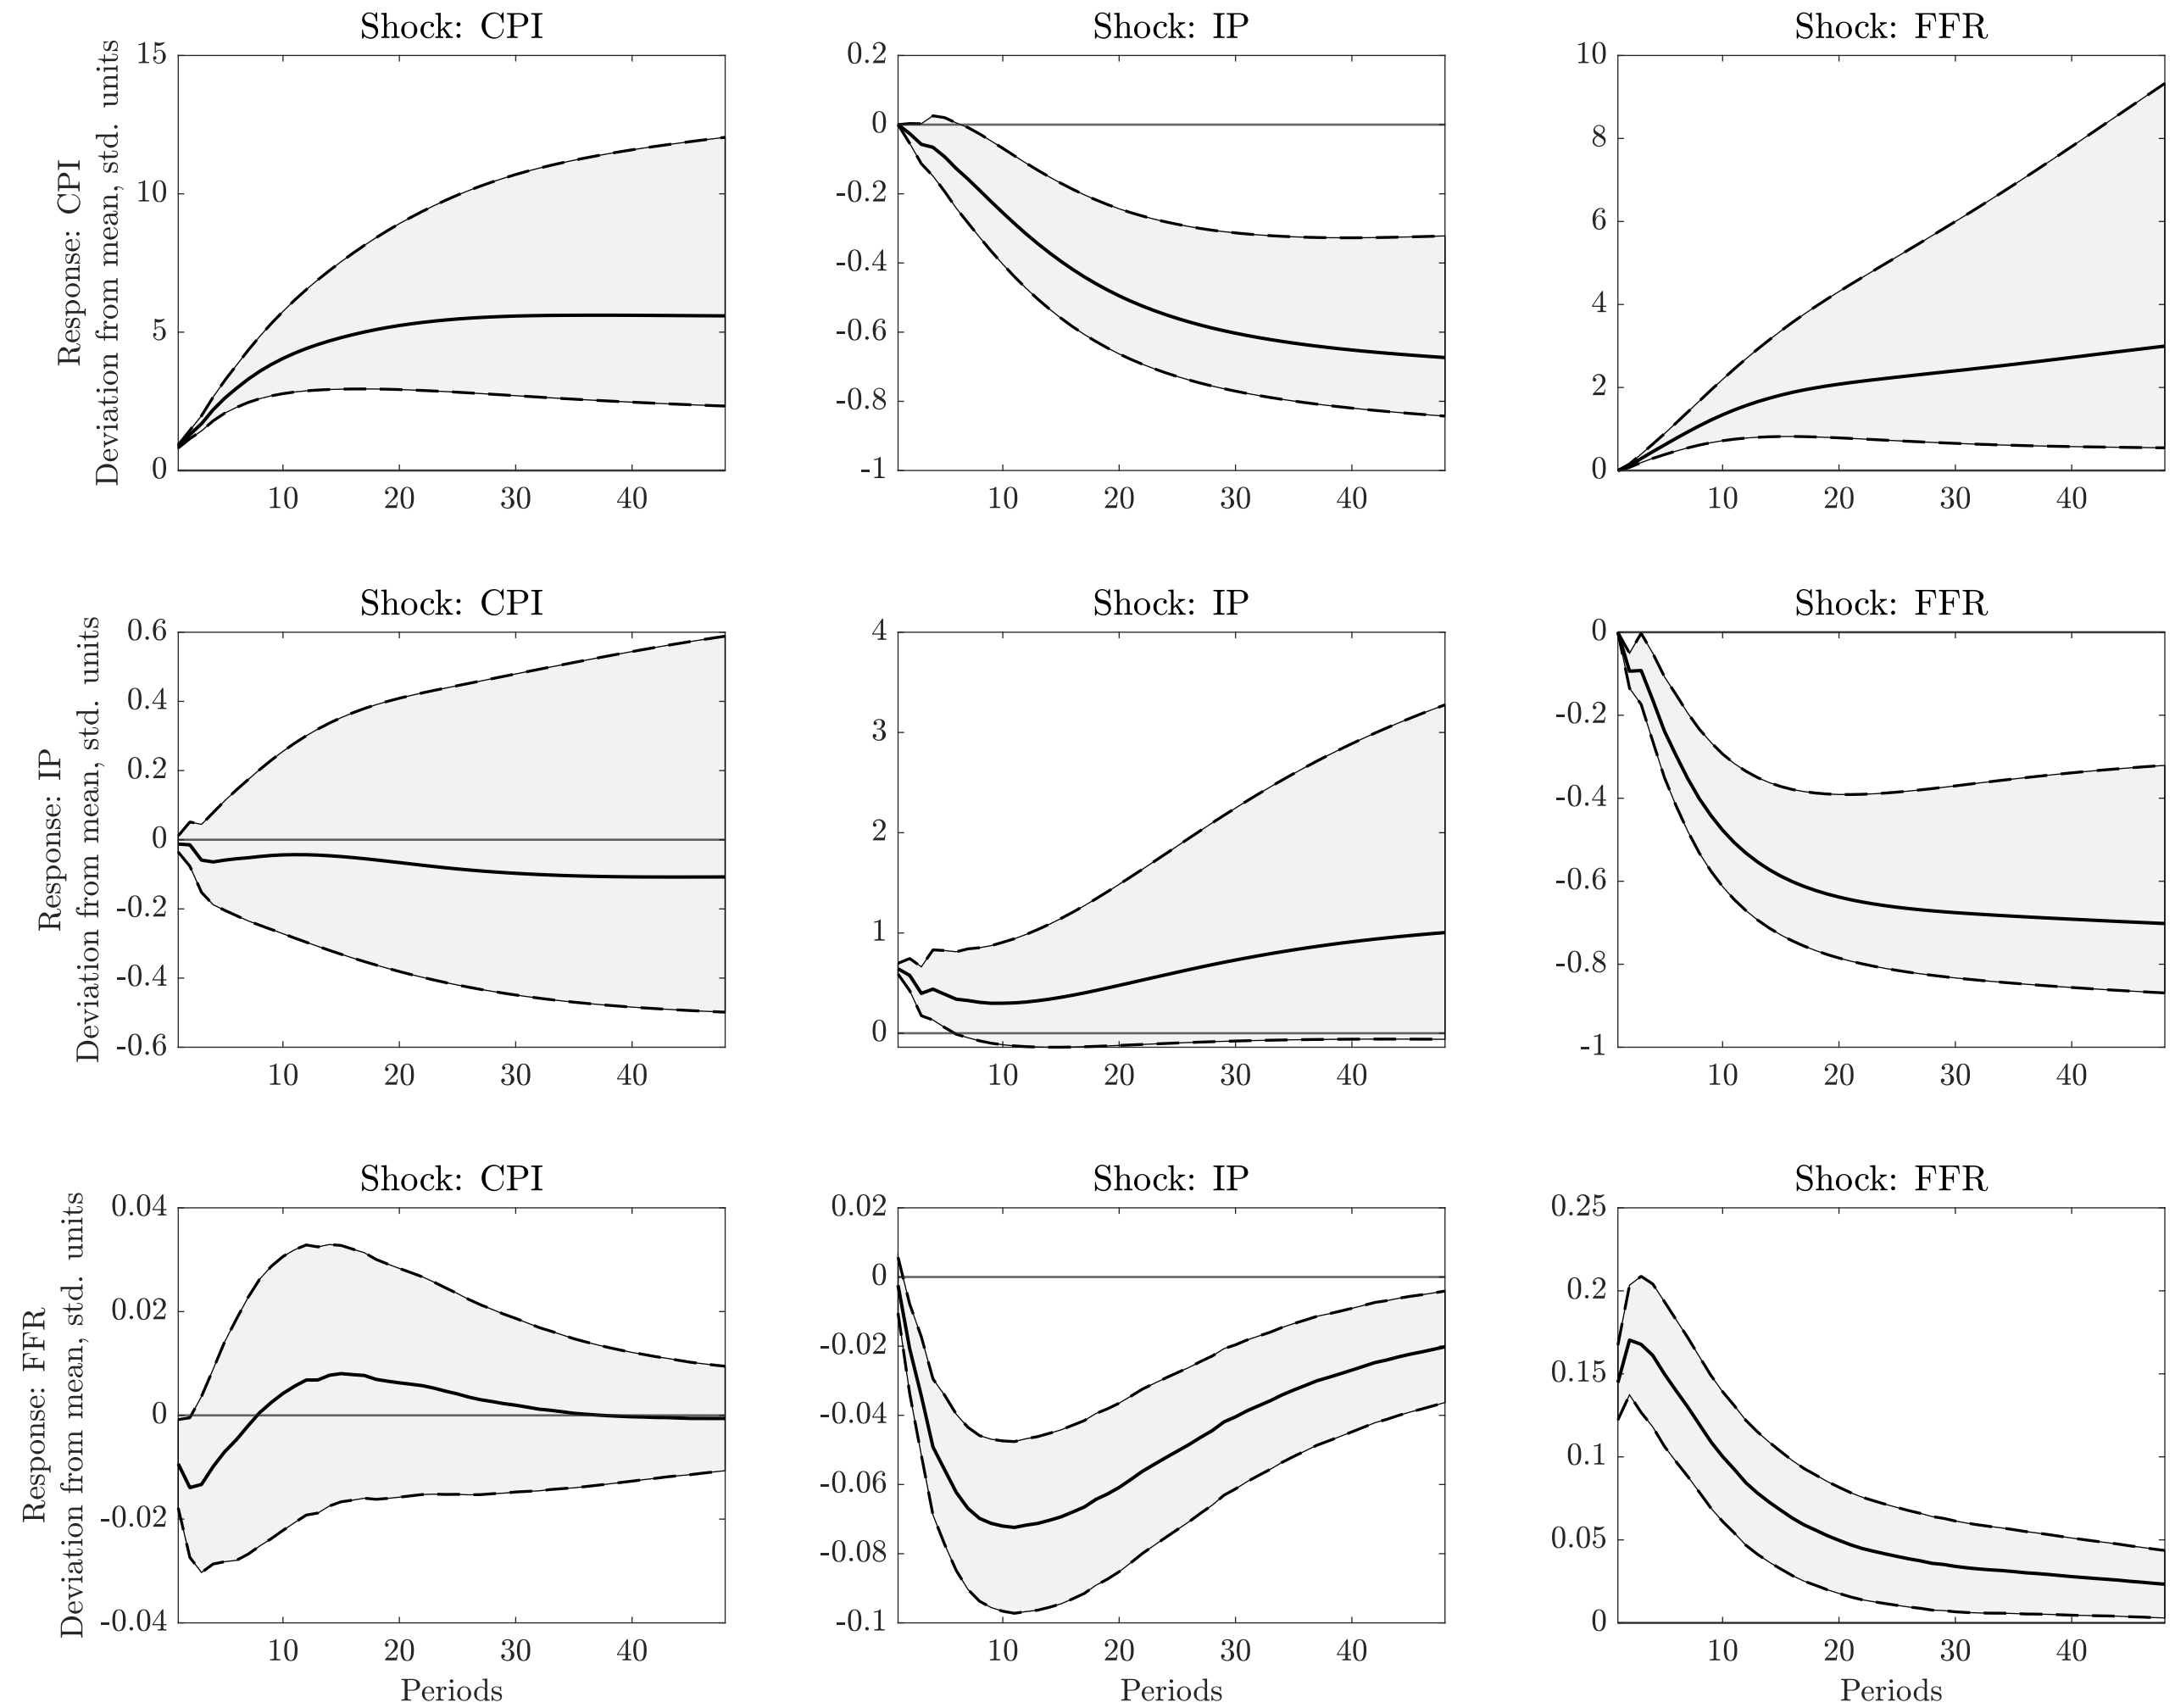 Shock: CPI
Shock: IP
Shock: FFR
Response: CPI
Deviation from mean, std. units
15
10
5
0
10 20 30 40
0.2
0
-0.2
-0.4
-0.6
-0.8
-1
10 20 30 40
10
8
6
4
2
0
10 20 30 40
Shock: CPI
Shock: IP
Shock: FFR
Response: IP
Deviation from mean, std. units
0.6
0.4
0.2
0
-0.2
-0.4
-0.6
10 20 30 40
4
3
2
1
0
10 20 30 40
0
-0.2
-0.4
-0.6
-0.8
-1
10 20 30 40
Shock: CPI
Shock: IP
Shock: FFR
Response: FFR
Deviation from mean, std. units
0.04
0.02
0
-0.02
-0.04
10 20 30 40
Periods
0.02
0
-0.02
-0.04
-0.06
-0.08
-0.1
10 20 30 40
Periods
0.25
0.2
0.15
0.1
0.05
0
10 20 30 40
Periods